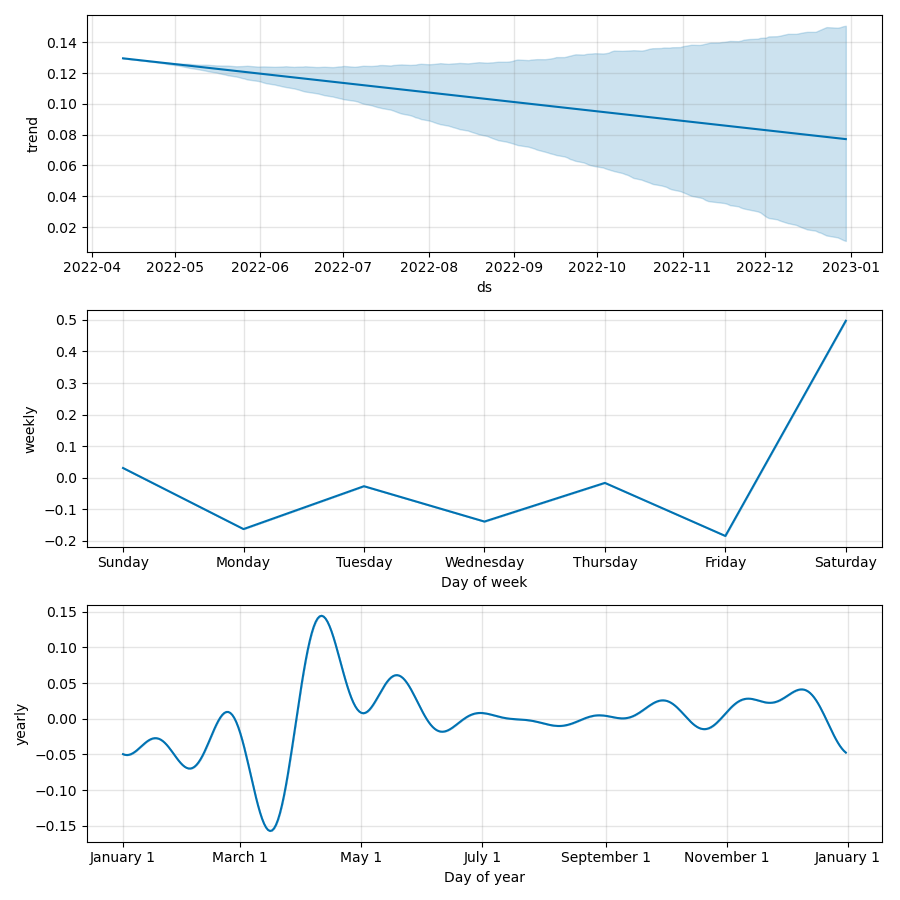 0.14
0.12
0.10
0.08
0.06
0.04
0.02
trend
2022-04 2022-05 2022-06 2022-07 2022-08 2022-09 2022-10 2022-11 2022-12 2023-01
ds
0.5
0.4
0.3
0.2
0.1
0.0
−0.1
−0.2
weekly
Sunday Monday Tuesday Wednesday Thursday Friday Saturday
Day of week
0.15
0.10
0.05
0.00
−0.05
−0.10
−0.15
yearly
January 1 March 1 May 1 July 1 September 1 November 1 January 1
Day of year